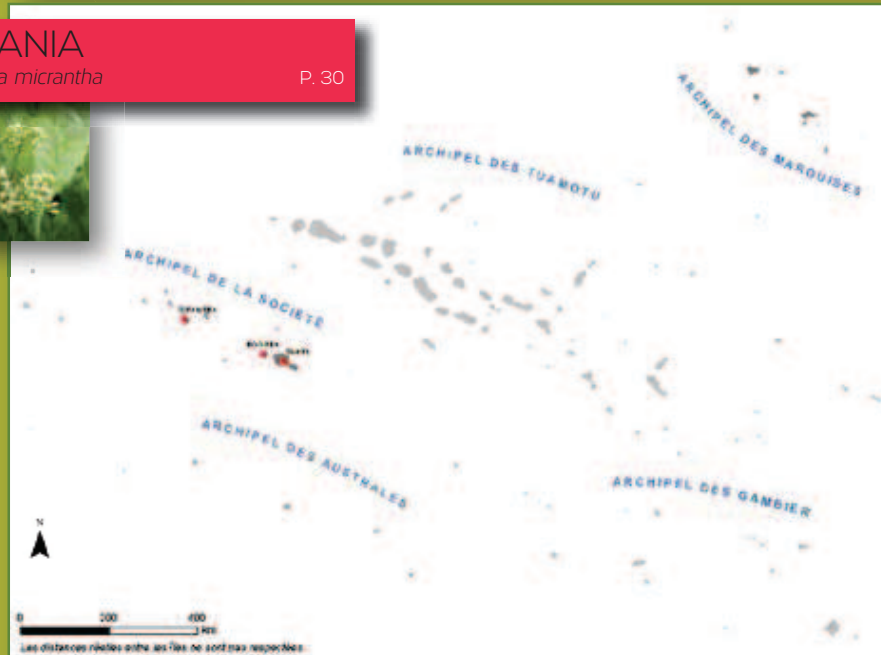 ANIA
a micrantha P. 30
ARCHIPEL DES MARQUISES
ARCHIPEL DES TUAMOTU
ARCHIPEL DE LA SOCIETÉ
ARCHIPEL DES AUSTRALES
ARCHIPEL DES GAMBIER
N
0 200 400
Km
Les distances réelles entre les îles ne sont pas respectées.